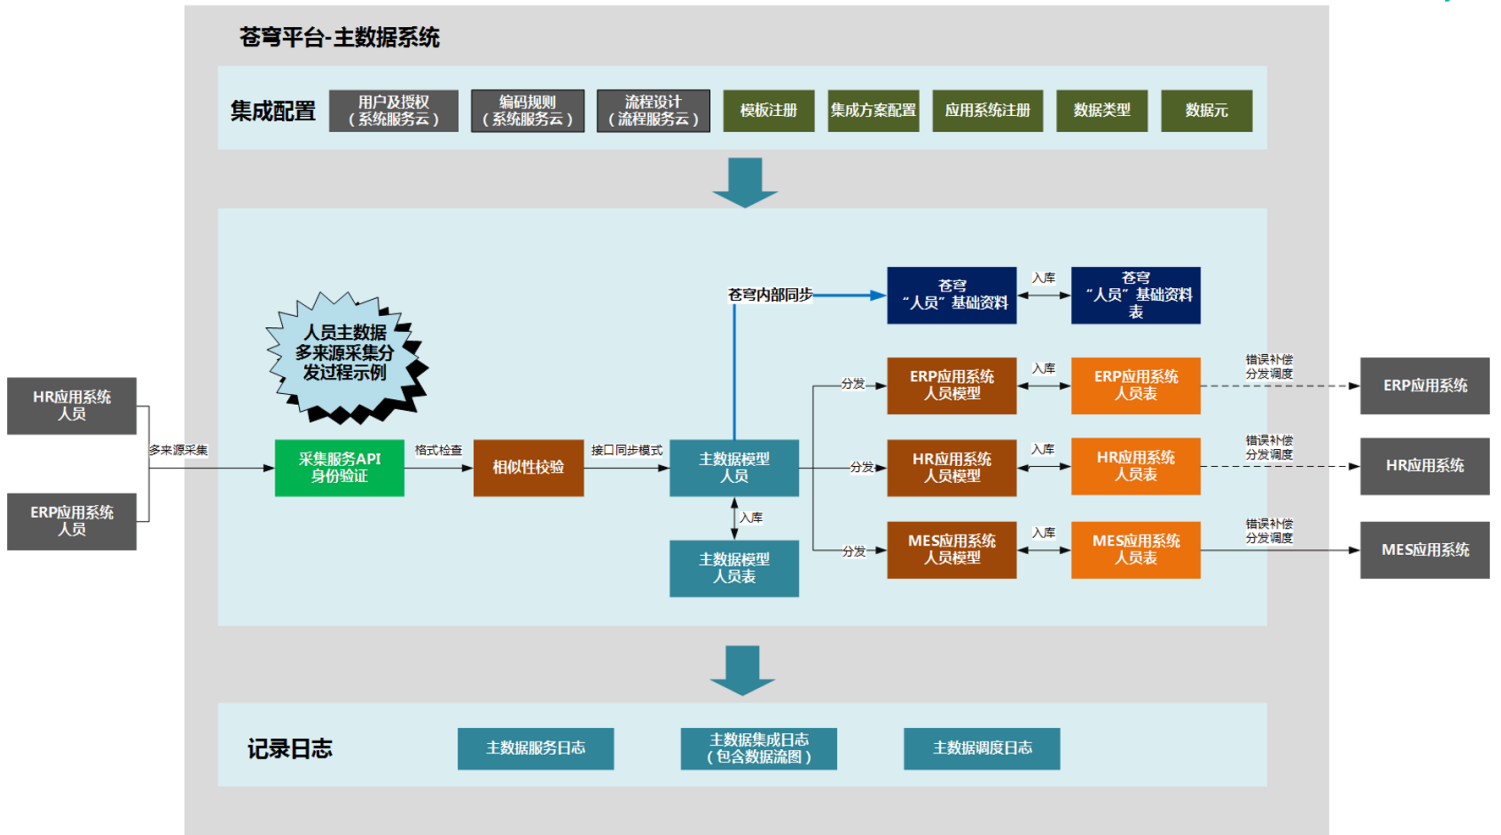 苍穹平台-主数据系统
集成配置
用户及授权
（系统服务云）
编码规则
（系统服务云）
流程设计
（流程服务云）
模板注册
集成方案配置
应用系统注册
数据类型
数据元
人员主数据
多来源采集分
发过程示例
HR应用系统
人员
ERP应用系统
人员
多来源采集
采集服务API
身份验证
格式检查
相似性校验
接口同步模式
主数据模型
人员
入库
主数据模型
人员表
苍穹内部同步
苍穹
“人员”基础资料
入库
苍穹
“人员”基础资料
表
分发
ERP应用系统
人员模型
入库
ERP应用系统
人员表
错误补偿
分发调度
ERP应用系统
分发
HR应用系统
人员模型
入库
HR应用系统
人员表
错误补偿
分发调度
HR应用系统
分发
MES应用系统
人员模型
入库
MES应用系统
人员表
错误补偿
分发调度
MES应用系统
记录日志
主数据服务日志
主数据集成日志
（包含数据流图）
主数据调度日志